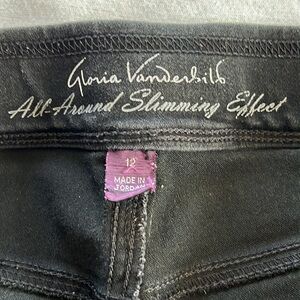 Gloria Vanderbilt
All-Around Slimming Effect
12
MADE IN
JORDAN